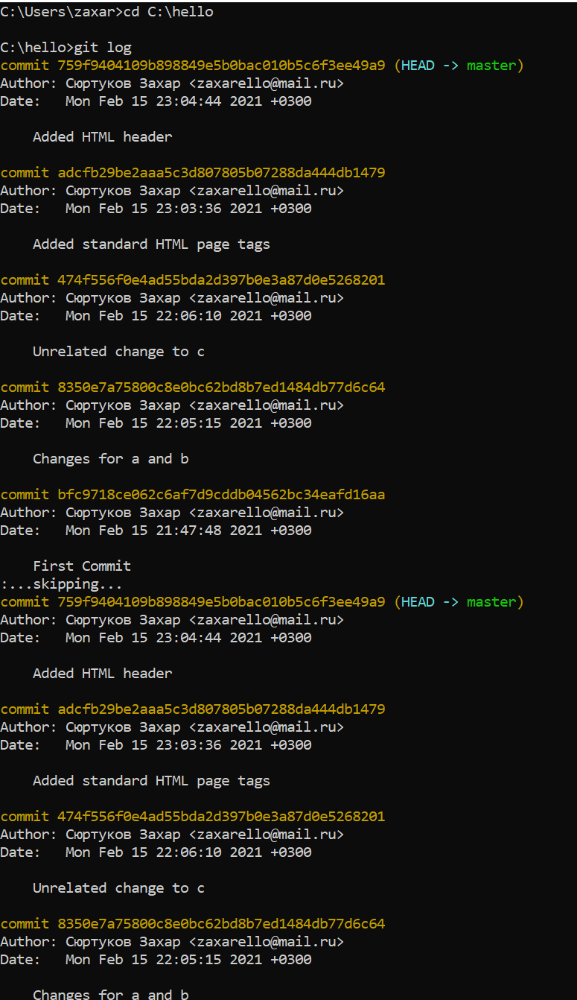 C:\Users\zaxar>cd C:\hello
C:\hello>git log
commit 759f9404109b898849e5b0bac010b5c6f3ee49a9 (HEAD -> master)
Author: Сюртуков Захар <zaxarello@mail.ru>
Date:   Mon Feb 15 23:04:44 2021 +0300
    Added HTML header
commit adcfb29be2aaa5c3d807805b07288da444db1479
Author: Сюртуков Захар <zaxarello@mail.ru>
Date:   Mon Feb 15 23:03:36 2021 +0300
    Added standard HTML page tags
commit 474f556f0e4ad55bda2d397b0e3a87d0e5268201
Author: Сюртуков Захар <zaxarello@mail.ru>
Date:   Mon Feb 15 22:06:10 2021 +0300
    Unrelated change to c
commit 8350e7a75800c8e0bc62bd8b7ed1484db77d6c64
Author: Сюртуков Захар <zaxarello@mail.ru>
Date:   Mon Feb 15 22:05:15 2021 +0300
    Changes for a and b
commit bfc9718ce062c6af7d9cddb04562bc34eafd16aa
Author: Сюртуков Захар <zaxarello@mail.ru>
Date:   Mon Feb 15 21:47:48 2021 +0300
    First Commit
:...skipping...
commit 759f9404109b898849e5b0bac010b5c6f3ee49a9 (HEAD -> master)
Author: Сюртуков Захар <zaxarello@mail.ru>
Date:   Mon Feb 15 23:04:44 2021 +0300
    Added HTML header
commit adcfb29be2aaa5c3d807805b07288da444db1479
Author: Сюртуков Захар <zaxarello@mail.ru>
Date:   Mon Feb 15 23:03:36 2021 +0300
    Added standard HTML page tags
commit 474f556f0e4ad55bda2d397b0e3a87d0e5268201
Author: Сюртуков Захар <zaxarello@mail.ru>
Date:   Mon Feb 15 22:06:10 2021 +0300
    Unrelated change to c
commit 8350e7a75800c8e0bc62bd8b7ed1484db77d6c64
Author: Сюртуков Захар <zaxarello@mail.ru>
Date:   Mon Feb 15 22:05:15 2021 +0300
    Changes for a and b